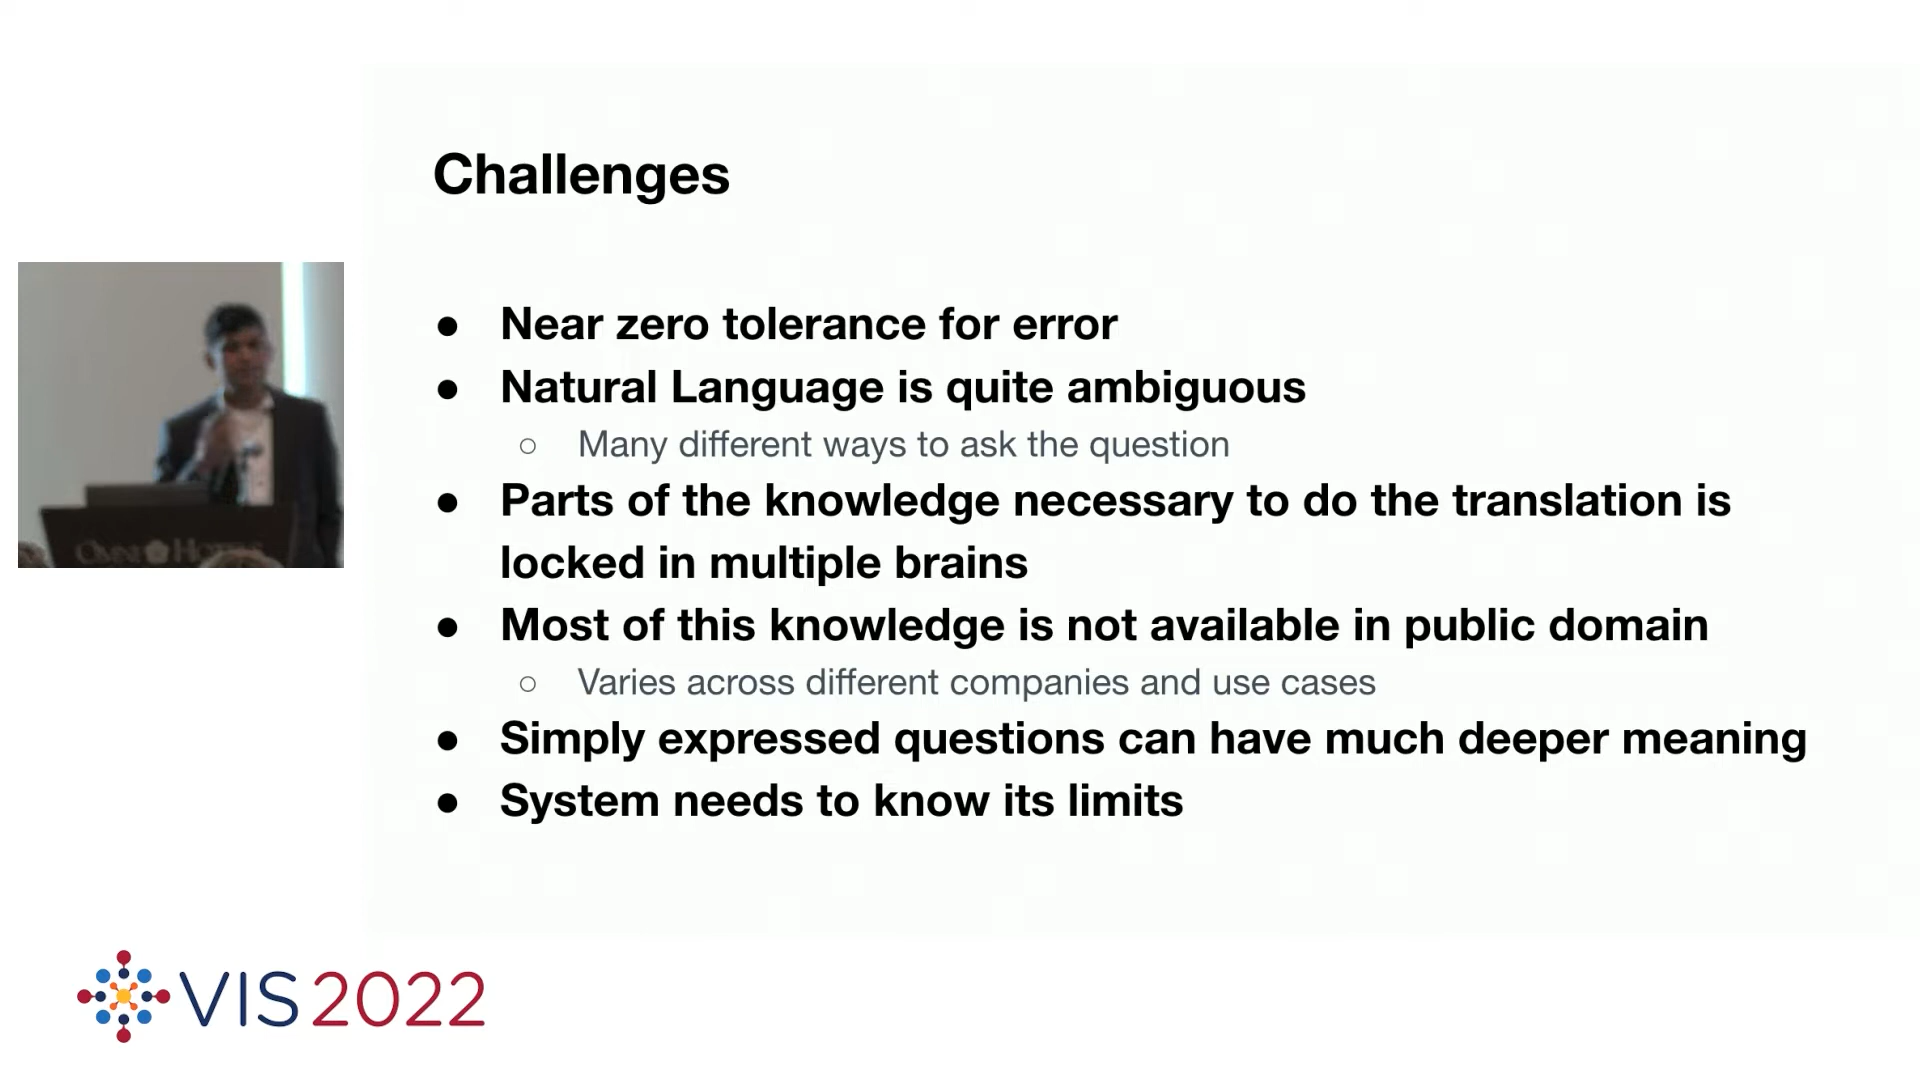 Challenges
● Near zero tolerance for error
● Natural Language is quite ambiguous
○ Many different ways to ask the question
● Parts of the knowledge necessary to do the translation is
locked in multiple brains
● Most of this knowledge is not available in public domain
○ Varies across different companies and use cases
● Simply expressed questions can have much deeper meaning
● System needs to know its limits
OMNI HOTELS
VIS2022